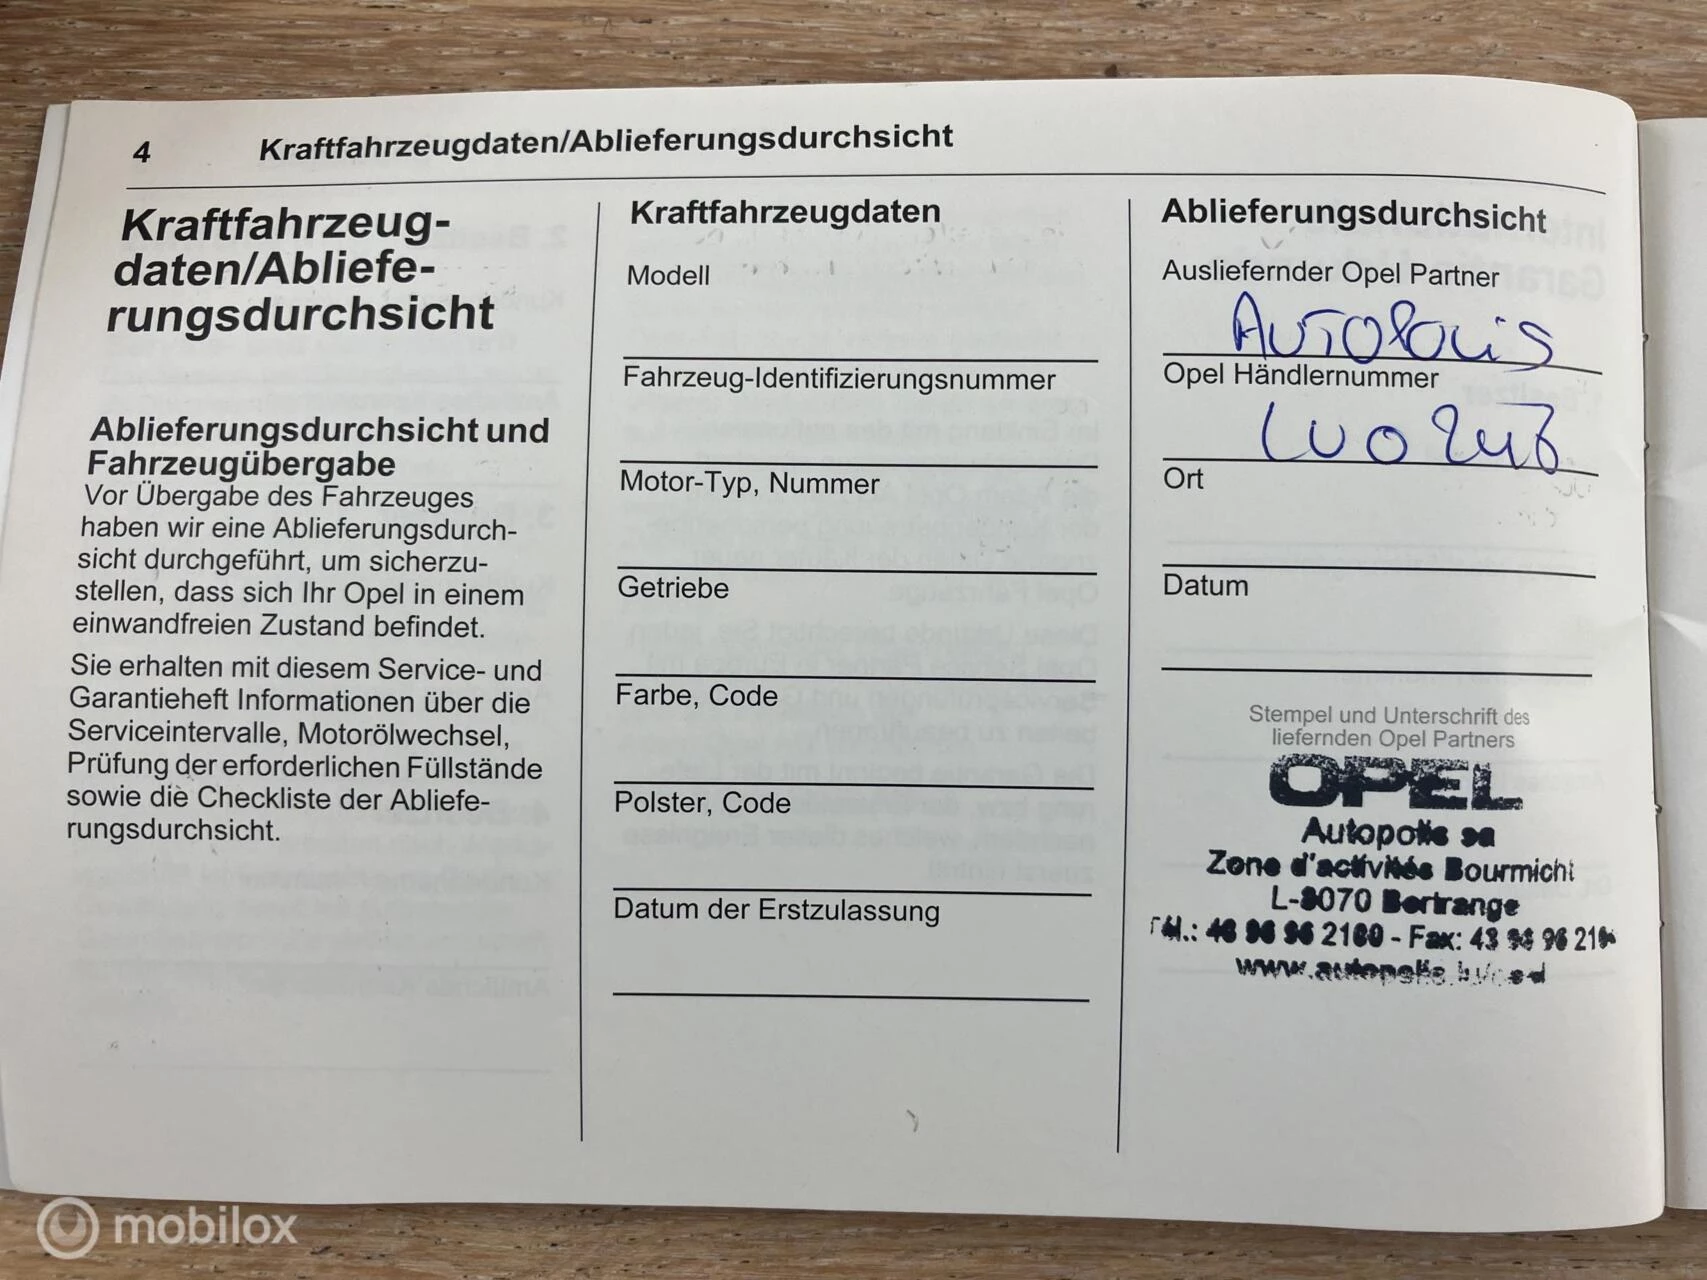 4
Kraftfahrzeugdaten/Ablieferungsdurchsicht
Kraftfahrzeug-
daten/Abliefe-
rungsdurchsicht
Ablieferungsdurchsicht und
Fahrzeugübergabe
Vor Übergabe des Fahrzeuges
haben wir eine Ablieferungsdurch-
sicht durchgeführt, um sicherzu-
stellen, dass sich Ihr Opel in einem
einwandfreien Zustand befindet.
Sie erhalten mit diesem Service- und
Garantieheft Informationen über die
Serviceintervalle, Motorölwechsel,
Prüfung der erforderlichen Füllstände
sowie die Checkliste der Abliefe-
rungsdurchsicht.
Kraftfahrzeugdaten
Modell
Fahrzeug-Identifizierungsnummer
Motor-Typ, Nummer
Getriebe
Farbe, Code
Polster, Code
Datum der Erstzulassung
Ablieferungsdurchsicht
Ausliefernder Opel Partner
Autopolis
Opel Händlernummer
Ort
Datum
Stempel und Unterschrift des
liefernden Opel Partners
OPEL
Autopolis sa
Zone d'activités Bourmicht
L-8070 Bertrange
Fax:
mobilox